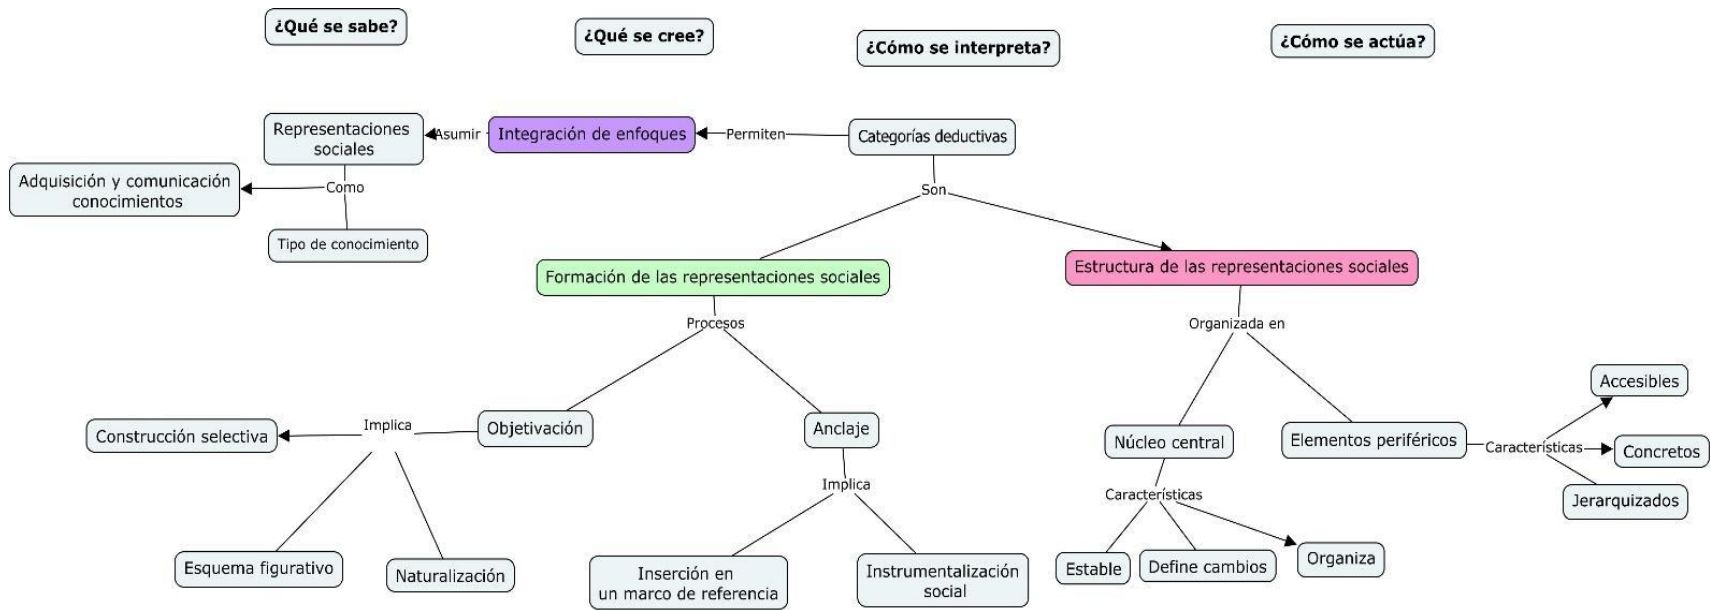 ¿Qué se sabe?
¿Qué se cree?
¿Cómo se interpreta?
¿Cómo se actúa?
Representaciones
sociales
Asumir
Integración de enfoques
Permiten
Categorías deductivas
Adquisición y comunicación
conocimientos
Como
Son
Tipo de conocimiento
Formación de las representaciones sociales
Estructura de las representaciones sociales
Procesos
Organizada en
Construcción selectiva
Implica
Objetivación
Anclaje
Núcleo central
Elementos periféricos
Características
Accesibles
Concretos
Jerarquizados
Implica
Características
Esquema figurativo
Naturalización
Inserción en
un marco de referencia
Instrumentalización
social
Estable
Define cambios
Organiza